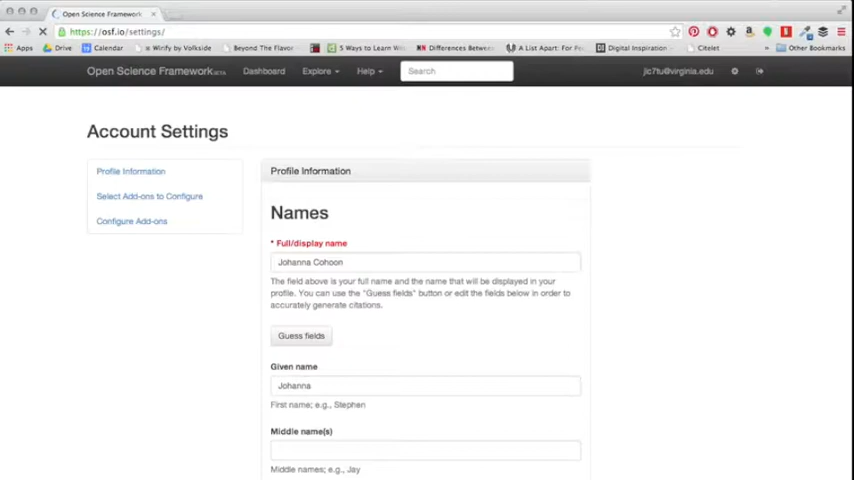 Open Science Framework
https://osf.io/settings/
Apps Drive Calendar Wirify by Volkside Beyond The Flavor 5 Ways to Learn Differences Betwee A List Apart: For Digital Inspiration Citelet » Other Bookmarks
Open Science Framework BETA Dashboard Explore Help Search jlc7tu@virginia.edu
Account Settings
Profile Information
Select Add-ons to Configure
Configure Add-ons
Profile Information
Names
* Full/display name
Johanna Cohoon
The field above is your full name and the name that will be displayed in your
profile. You can use the "Guess fields" button or edit the fields below in order to
accurately generate citations.
Guess fields
Given name
Johanna
First name; e.g., Stephen
Middle name(s)
Middle names; e.g., Jay